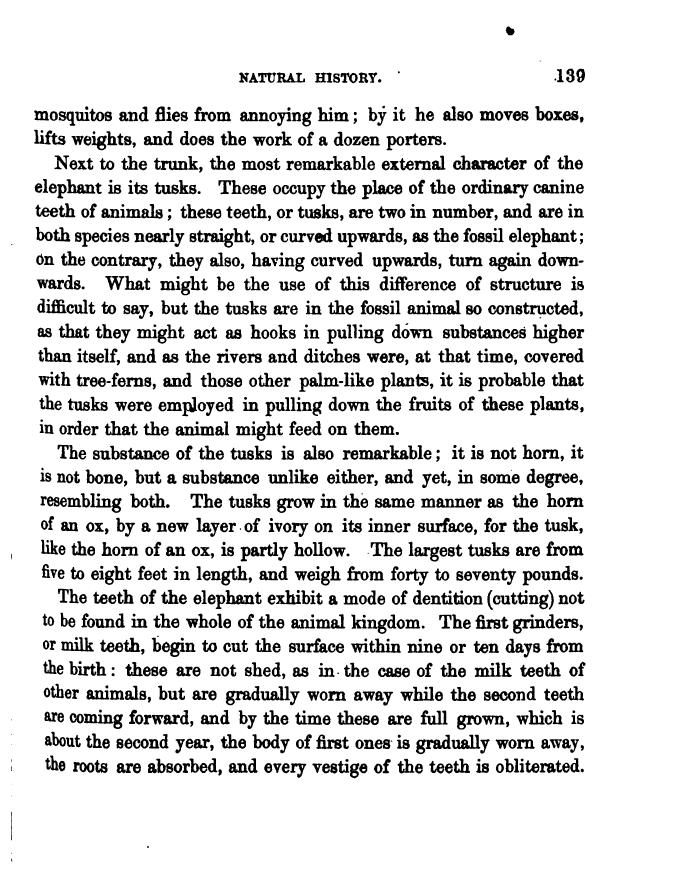 NATURAL HISTORY. 139
mosquitos and flies from annoying him; by it he also moves boxes,
lifts weights, and does the work of a dozen porters.
Next to the trunk, the most remarkable external character of the
elephant is its tusks. These occupy the place of the ordinary canine
teeth of animals; these teeth, or tusks, are two in number, and are in
both species nearly straight, or curved upwards, as the fossil elephant;
on the contrary, they also, having curved upwards, turn again down-
wards. What might be the use of this difference of structure is
difficult to say, but the tusks are in the fossil animal so constructed,
as that they might act as hooks in pulling down substances higher
than itself, and as the rivers and ditches were, at that time, covered
with tree-ferns, and those other palm-like plants, it is probable that
the tusks were employed in pulling down the fruits of these plants,
in order that the animal might feed on them.
The substance of the tusks is also remarkable; it is not horn, it
is not bone, but a substance unlike either, and yet, in some degree,
resembling both. The tusks grow in the same manner as the horn
of an ox, by a new layer of ivory on its inner surface, for the tusk,
like the horn of an ox, is partly hollow. The largest tusks are from
five to eight feet in length, and weigh from forty to seventy pounds.
The teeth of the elephant exhibit a mode of dentition (cutting) not
to be found in the whole of the animal kingdom. The first grinders,
or milk teeth, begin to cut the surface within nine or ten days from
the birth: these are not shed, as in the case of the milk teeth of
other animals, but are gradually worn away while the second teeth
are coming forward, and by the time these are full grown, which is
about the second year, the body of first ones is gradually worn away,
the roots are absorbed, and every vestige of the teeth is obliterated.